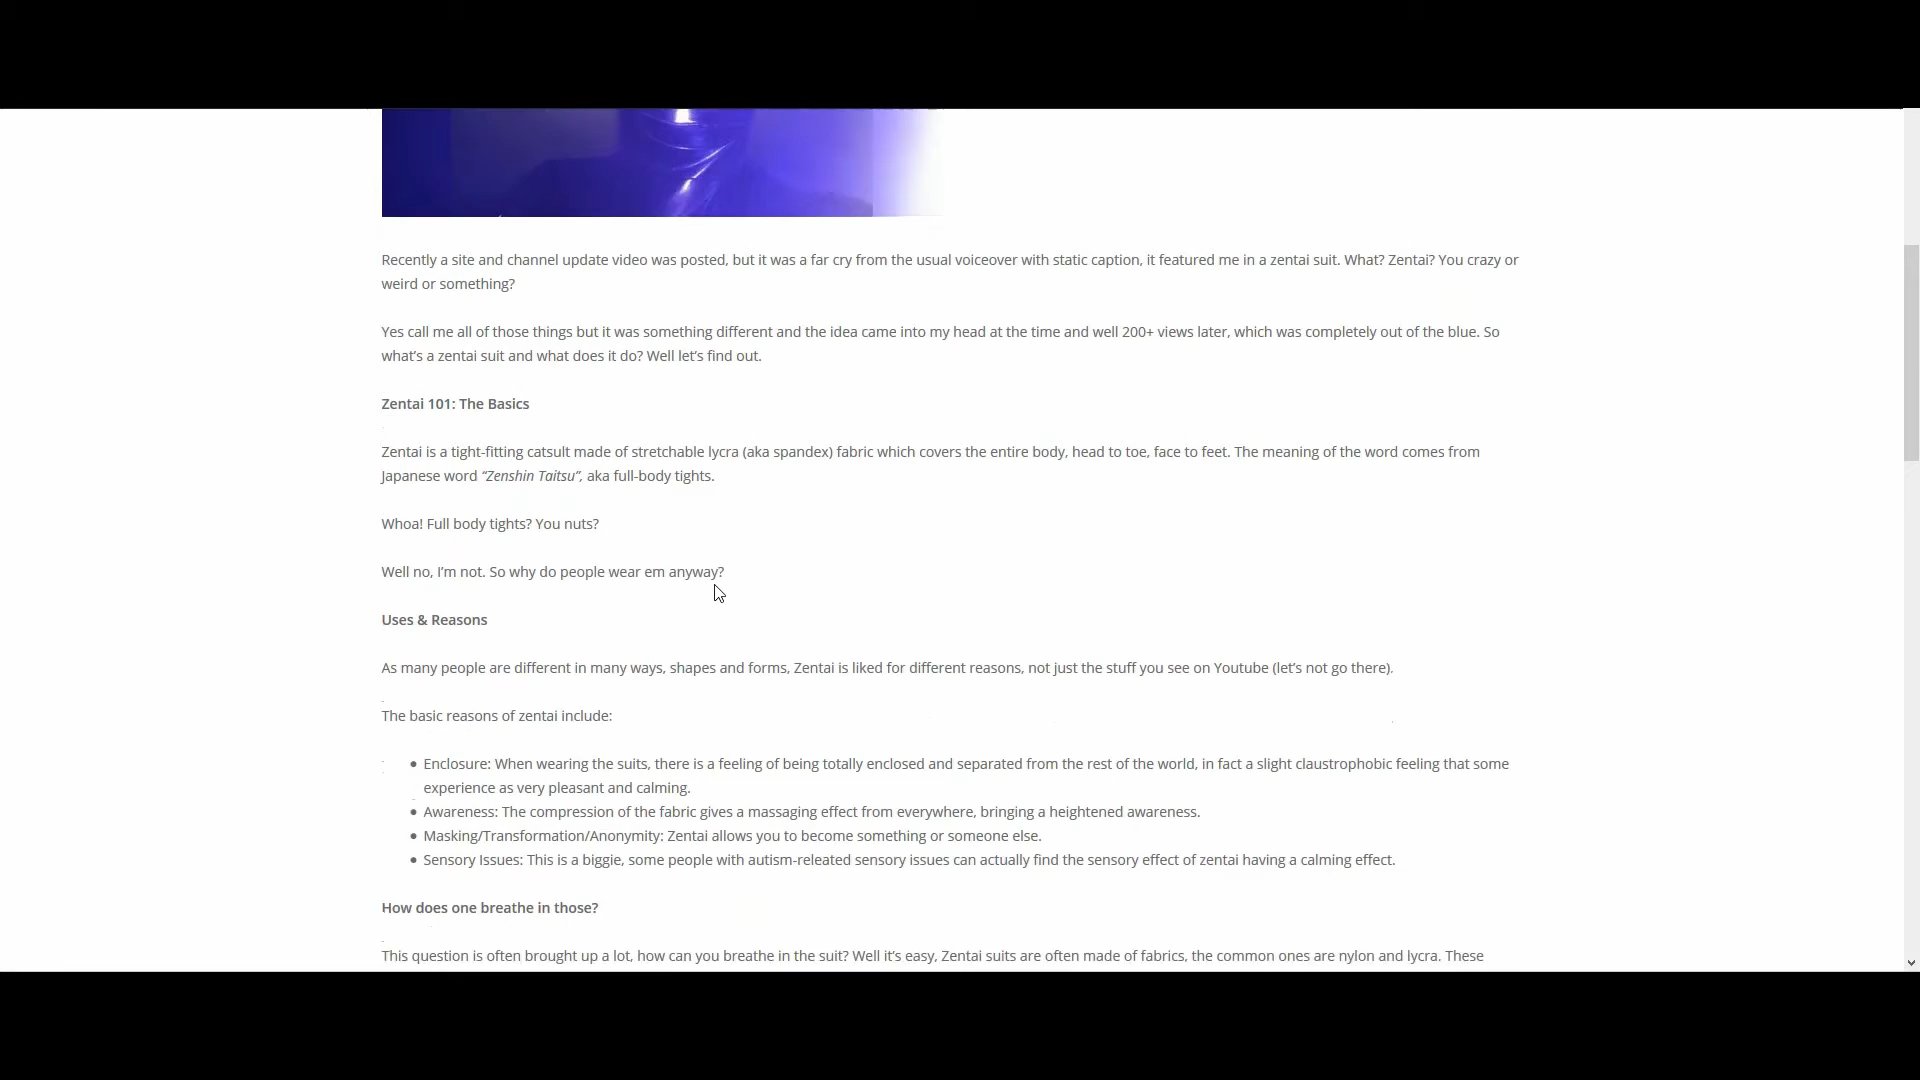 Recently a site and channel update video was posted, but it was a far cry from the usual voiceover with static caption, it featured me in a zentai suit. What? Zentai? You crazy or
weird or something?
Yes call me all of those things but it was something different and the idea came into my head at the time and well 200+ views later, which was completely out of the blue. So
what’s a zentai suit and what does it do? Well let’s find out.
Zentai 101: The Basics
Zentai is a tight-fitting catsult made of stretchable lycra (aka spandex) fabric which covers the entire body, head to toe, face to feet. The meaning of the word comes from
Japanese word “Zenshin Taitsu”, aka full-body tights.
Whoa! Full body tights? You nuts?
Well no, I’m not. So why do people wear em anyway?
Uses & Reasons
As many people are different in many ways, shapes and forms, Zentai is liked for different reasons, not just the stuff you see on Youtube (let’s not go there).
The basic reasons of zentai include:
• Enclosure: When wearing the suits, there is a feeling of being totally enclosed and separated from the rest of the world, in fact a slight claustrophobic feeling that some
experience as very pleasant and calming.
• Awareness: The compression of the fabric gives a massaging effect from everywhere, bringing a heightened awareness.
• Masking/Transformation/Anonymity: Zentai allows you to become something or someone else.
• Sensory Issues: This is a biggie, some people with autism-releated sensory issues can actually find the sensory effect of zentai having a calming effect.
How does one breathe in those?
This question is often brought up a lot, how can you breathe in the suit? Well it’s easy, Zentai suits are often made of fabrics, the common ones are nylon and lycra. These